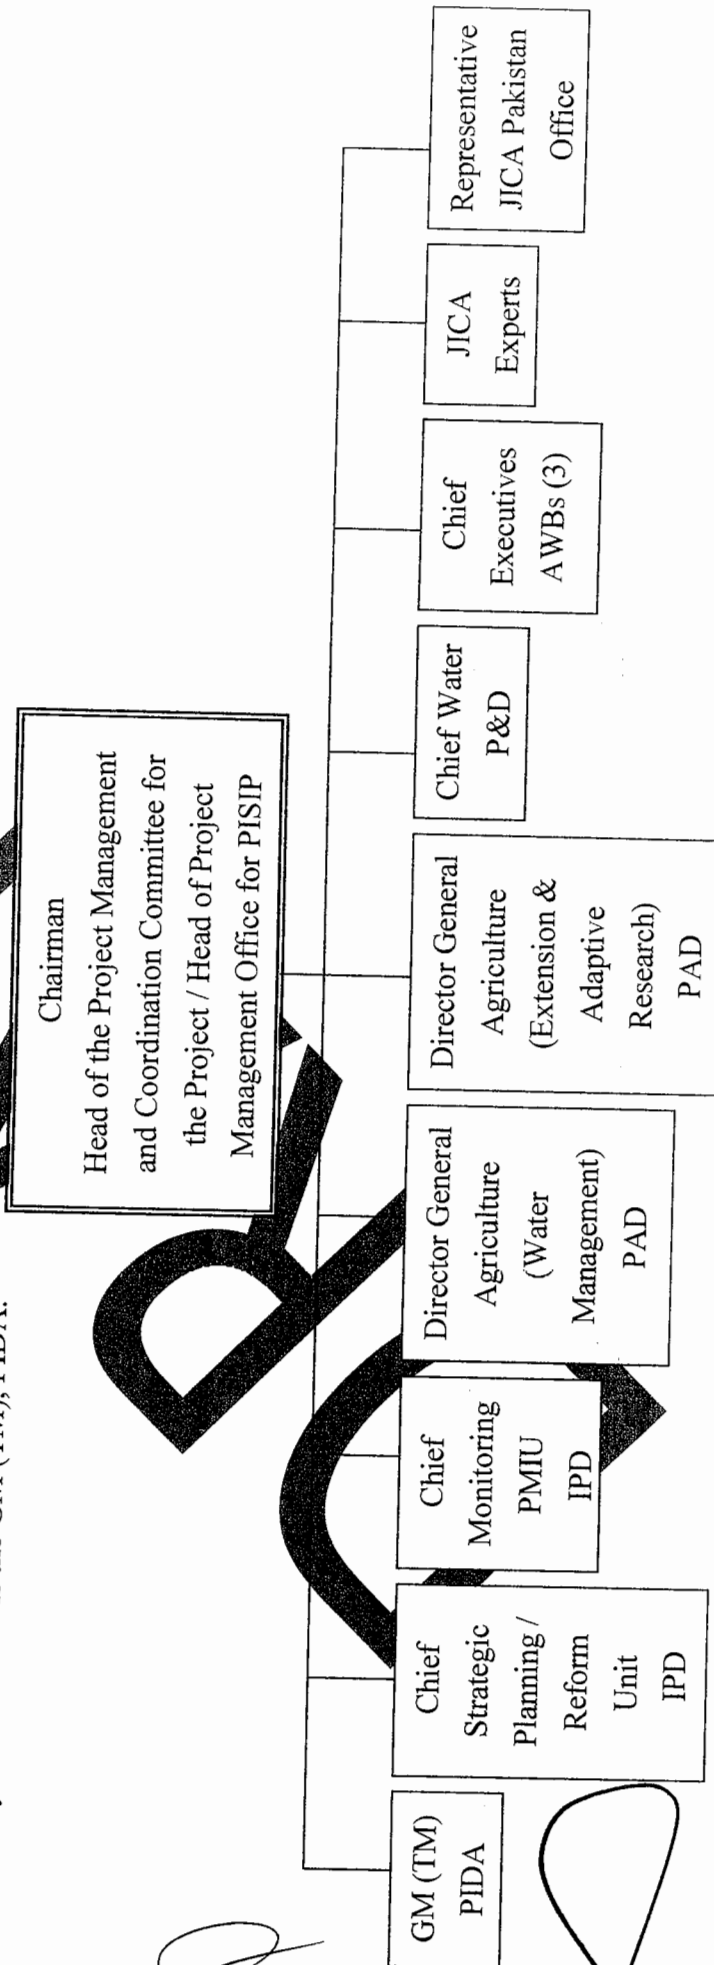 GM (TM), PIDA.
Chairman
Head of the Project Management
and Coordination Committee for
the Project / Head of Project
Management Office for PISIP
GM (TM)
PIDA
Chief
Strategic
Planning /
Reform
Unit
IPD
Chief
Monitoring
PMIU
IPD
Director General
Agriculture
(Water
Management)
PAD
Director General
Agriculture
(Extension &
Adaptive
Research)
PAD
Chief Water
P&D
Chief
Executives
AWBs (3)
JICA
Experts
Representative
JICA Pakistan
Office